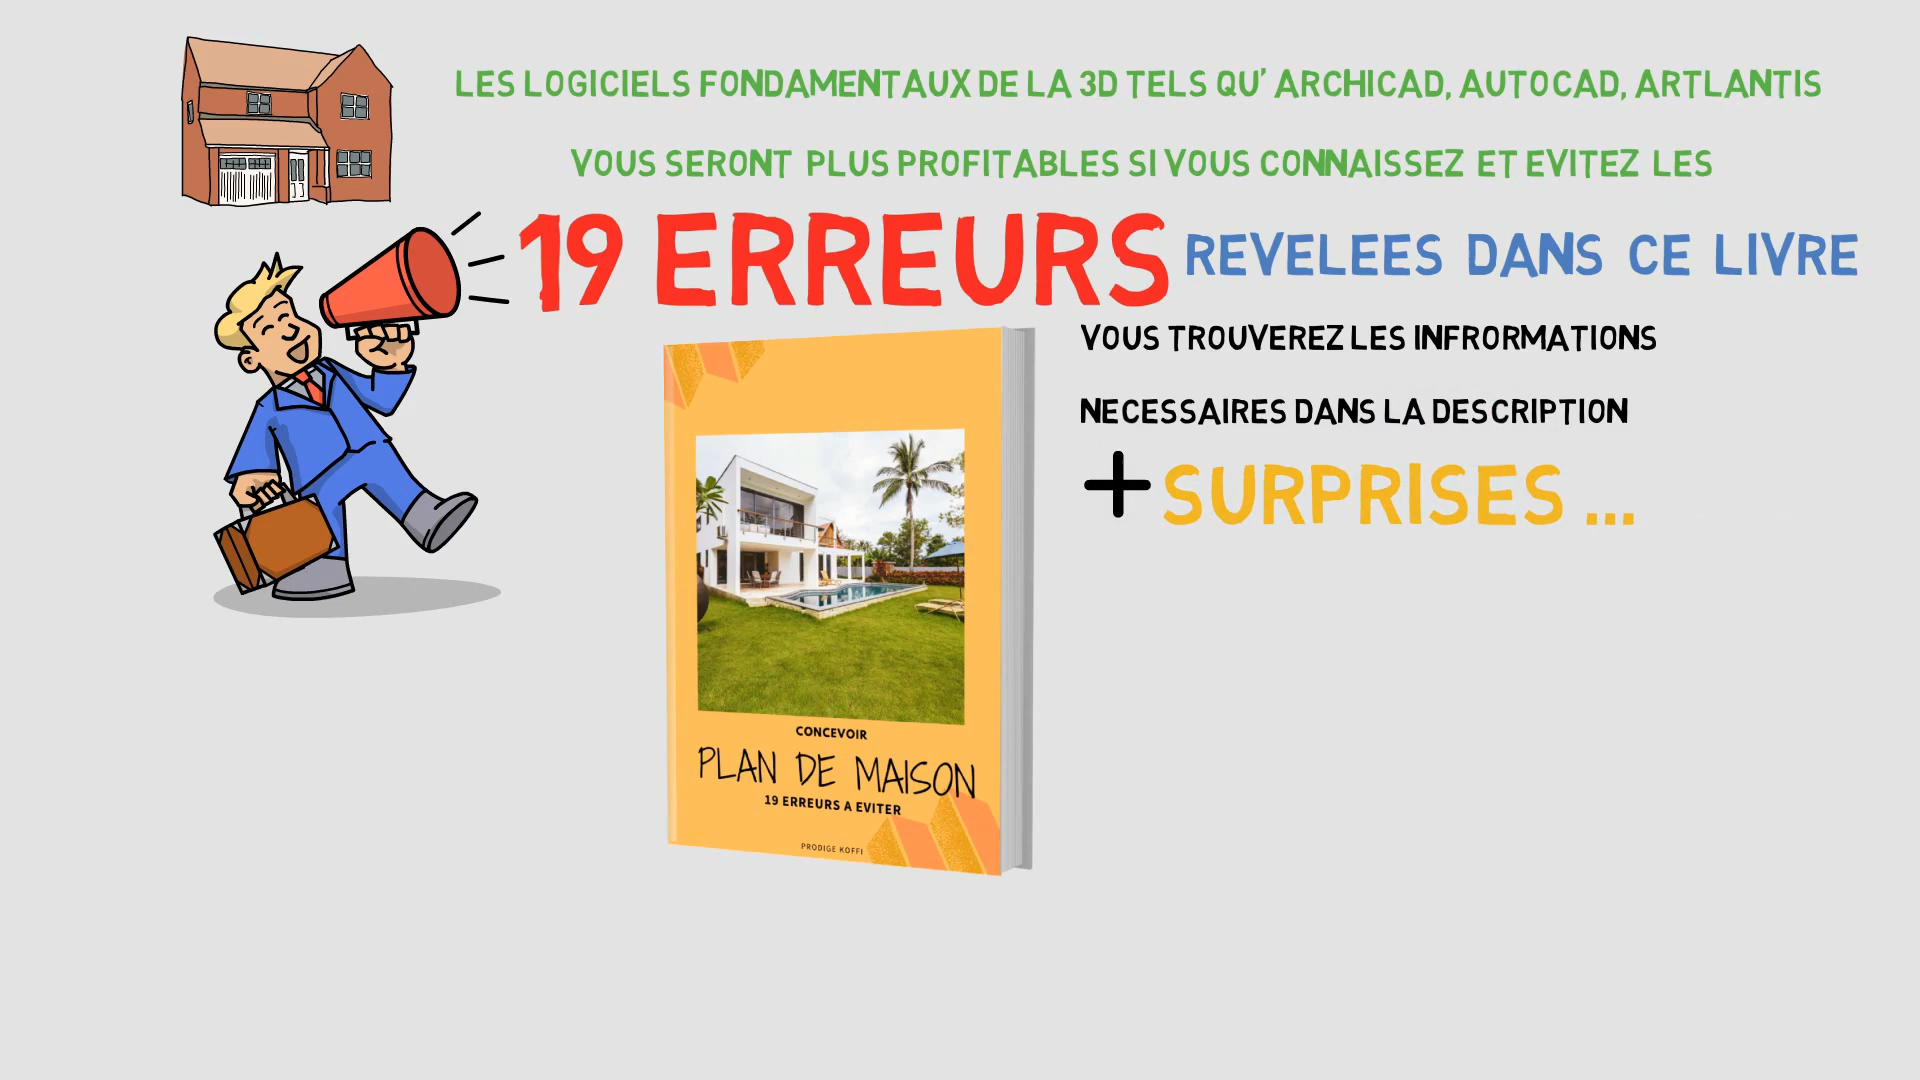 LES LOGICIELS FONDAMENTAUX DE LA 3D TELS QU' ARCHICAD, AUTOCAD, ARTLANTIS
VOUS SERONT PLUS PROFITABLES SI VOUS CONNAISSEZ ET EVITEZ LES
19 ERREURS REVELEES DANS CE LIVRE
VOUS TROUVEREZ LES INFRORMATIONS
NECESSAIRES DANS LA DESCRIPTION
+ SURPRISES ...
CONCEVOIR
PLAN DE MAISON
19 ERREURS A EVITER
PRODIGE KOFFI